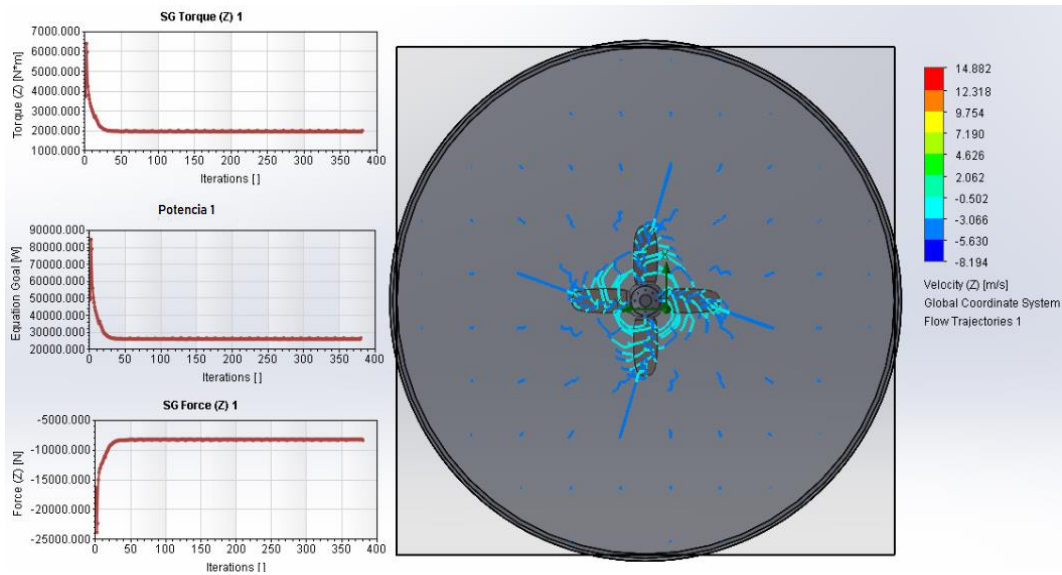 SG Torque (Z) 1
Torque (Z) [N*m]
7000.000
6000.000
5000.000
4000.000
3000.000
2000.000
1000.000
0 50 100 150 200 250 300 350 400
Iterations [ ]
Potencia 1
Equation Goal [W]
90000.000
80000.000
70000.000
60000.000
50000.000
40000.000
30000.000
20000.000
0 50 100 150 200 250 300 350 400
Iterations [ ]
SG Force (Z) 1
Force (Z) [N]
-5000.000
-10000.000
-15000.000
-20000.000
-25000.000
0 50 100 150 200 250 300 350 400
Iterations [ ]
14.882
12.318
9.754
7.190
4.626
2.062
-0.502
-3.066
-5.630
-8.194
Velocity (Z) [m/s]
Global Coordinate System
Flow Trajectories 1